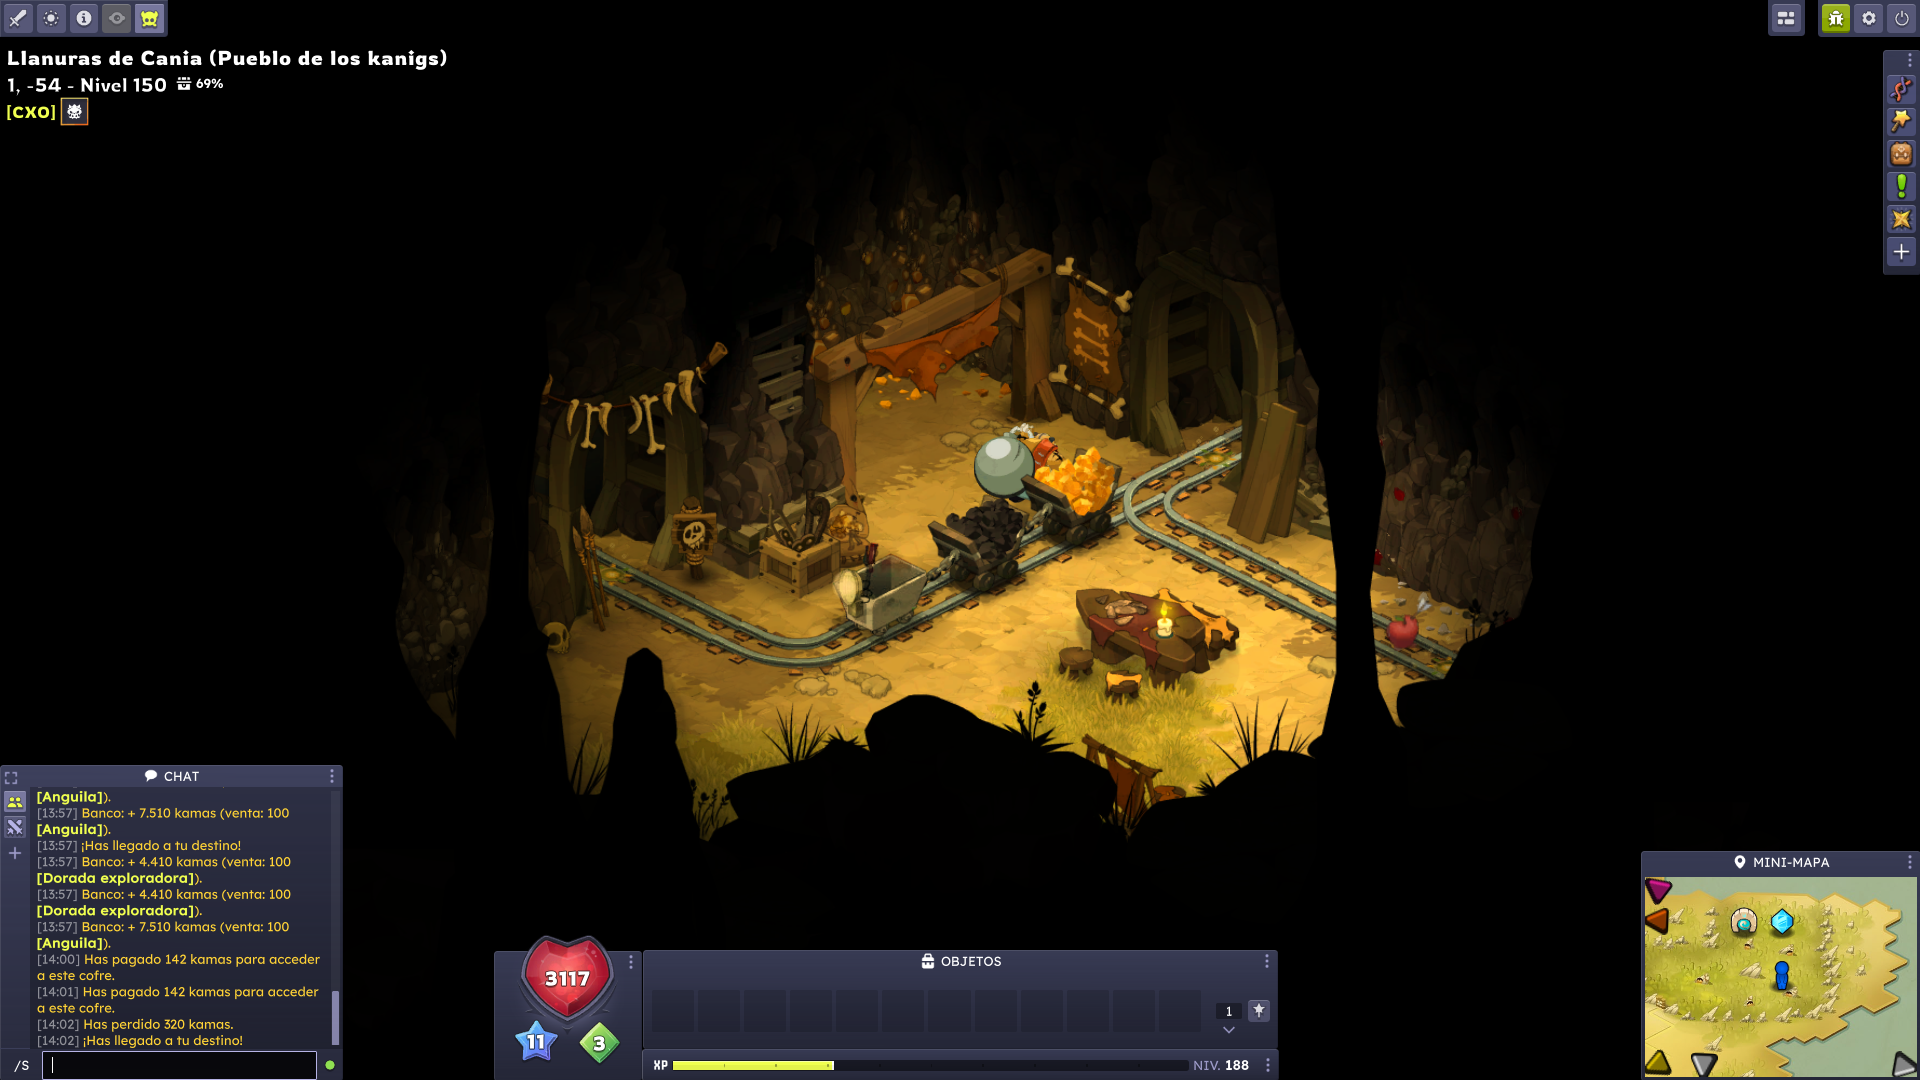 Llanuras de Cania (Pueblo de los kanigs)
1, -54 - Nivel 150 69%
[CXO]
CHAT
[Anguila]).
[13:57] Banco: + 7.510 kamas (venta: 100
[Anguila]).
[13:57] ¡Has llegado a tu destino!
[13:57] Banco: + 4.410 kamas (venta: 100
[Dorada exploradora]).
[13:57] Banco: + 4.410 kamas (venta: 100
[Dorada exploradora]).
[13:57] Banco: + 7.510 kamas (venta: 100
[Anguila]).
[14:00] Has pagado 142 kamas para acceder
a este cofre.
[14:01] Has pagado 142 kamas para acceder
a este cofre.
[14:02] Has perdido 320 kamas.
[14:02] ¡Has llegado a tu destino!
/S
3117
11
3
OBJETOS
1
XP
NIV. 188
MINI-MAPA